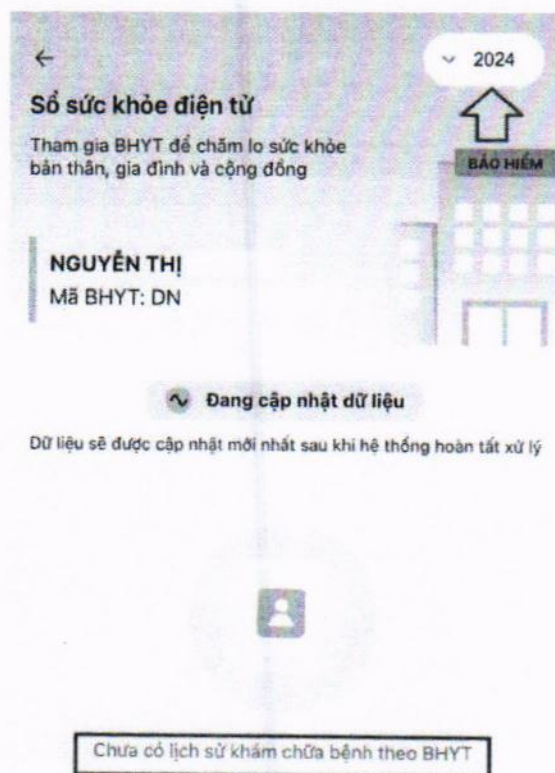 2024
Sổ sức khỏe điện tử
Tham gia BHYT để chăm lo sức khỏe
bản thân, gia đình và cộng đồng
BẢO HIỂM
NGUYỄN THỊ
Mã BHYT: DN
Đang cập nhật dữ liệu
Dữ liệu sẽ được cập nhật mới nhất sau khi hệ thống hoàn tất xử lý
Chưa có lịch sử khám chữa bệnh theo BHYT